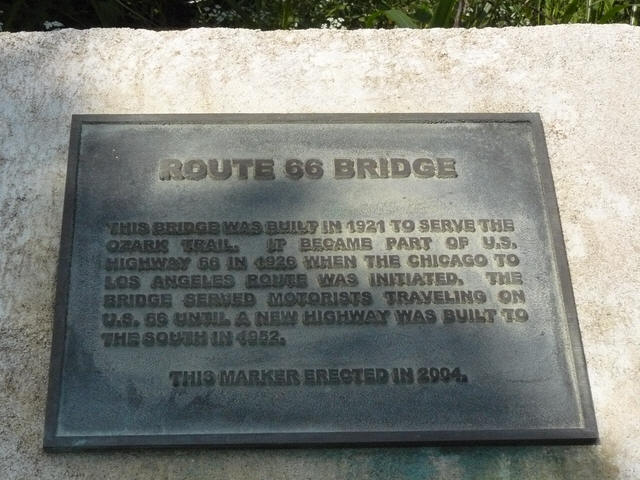 ROUTE 66 BRIDGE
THIS BRIDGE WAS BUILT IN 1921 TO SERVE THE
OZARK TRAIL. IT BECAME PART OF U.S.
HIGHWAY 66 IN 1926 WHEN THE CHICAGO TO
LOS ANGELES ROUTE WAS INITIATED. THE
BRIDGE SERVED MOTORISTS TRAVELING ON
U.S. 66 UNTIL A NEW HIGHWAY WAS BUILT TO
THE SOUTH IN 1952.
THIS MARKER ERECTED IN 2004.